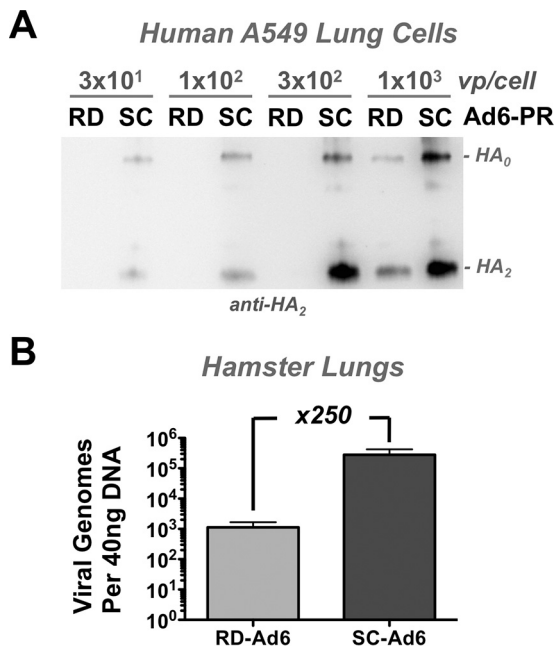 A
Human A549 Lung Cells
3x10¹ 1x10² 3x10² 1x10³ vp/cell
RD SC RD SC RD SC RD SC Ad6-PR
- HA₀
- HA₂
anti-HA₂
B
Hamster Lungs
x250
Viral Genomes
Per 40ng DNA
10⁶
10⁵
10⁴
10³
10²
10¹
10⁰
RD-Ad6 SC-Ad6